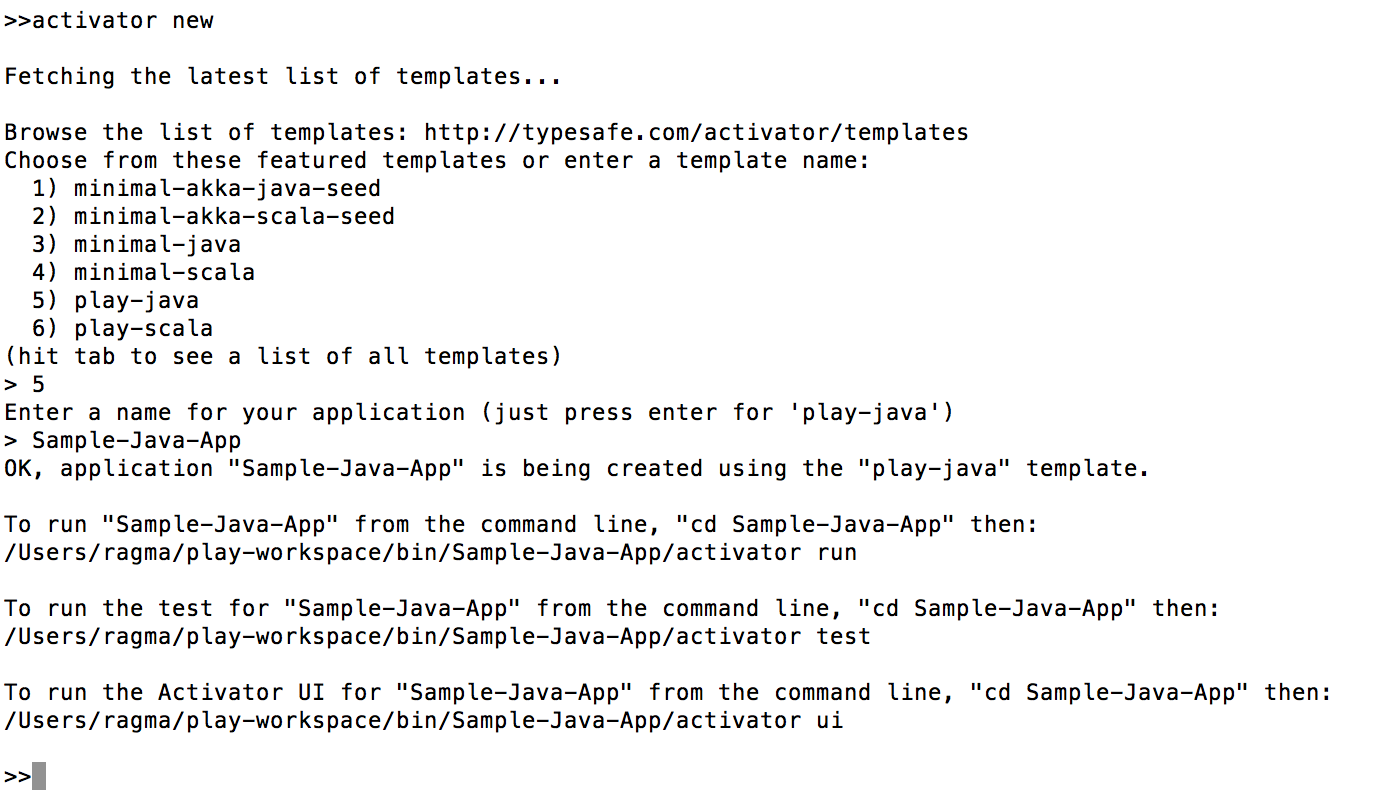 >>activator new
Fetching the latest list of templates...
Browse the list of templates: http://typesafe.com/activator/templates
Choose from these featured templates or enter a template name:
  1) minimal-akka-java-seed
  2) minimal-akka-scala-seed
  3) minimal-java
  4) minimal-scala
  5) play-java
  6) play-scala
(hit tab to see a list of all templates)
> 5
Enter a name for your application (just press enter for 'play-java')
> Sample-Java-App
OK, application "Sample-Java-App" is being created using the "play-java" template.
To run "Sample-Java-App" from the command line, "cd Sample-Java-App" then:
/Users/ragma/play-workspace/bin/Sample-Java-App/activator run
To run the test for "Sample-Java-App" from the command line, "cd Sample-Java-App" then:
/Users/ragma/play-workspace/bin/Sample-Java-App/activator test
To run the Activator UI for "Sample-Java-App" from the command line, "cd Sample-Java-App" then:
/Users/ragma/play-workspace/bin/Sample-Java-App/activator ui
>>